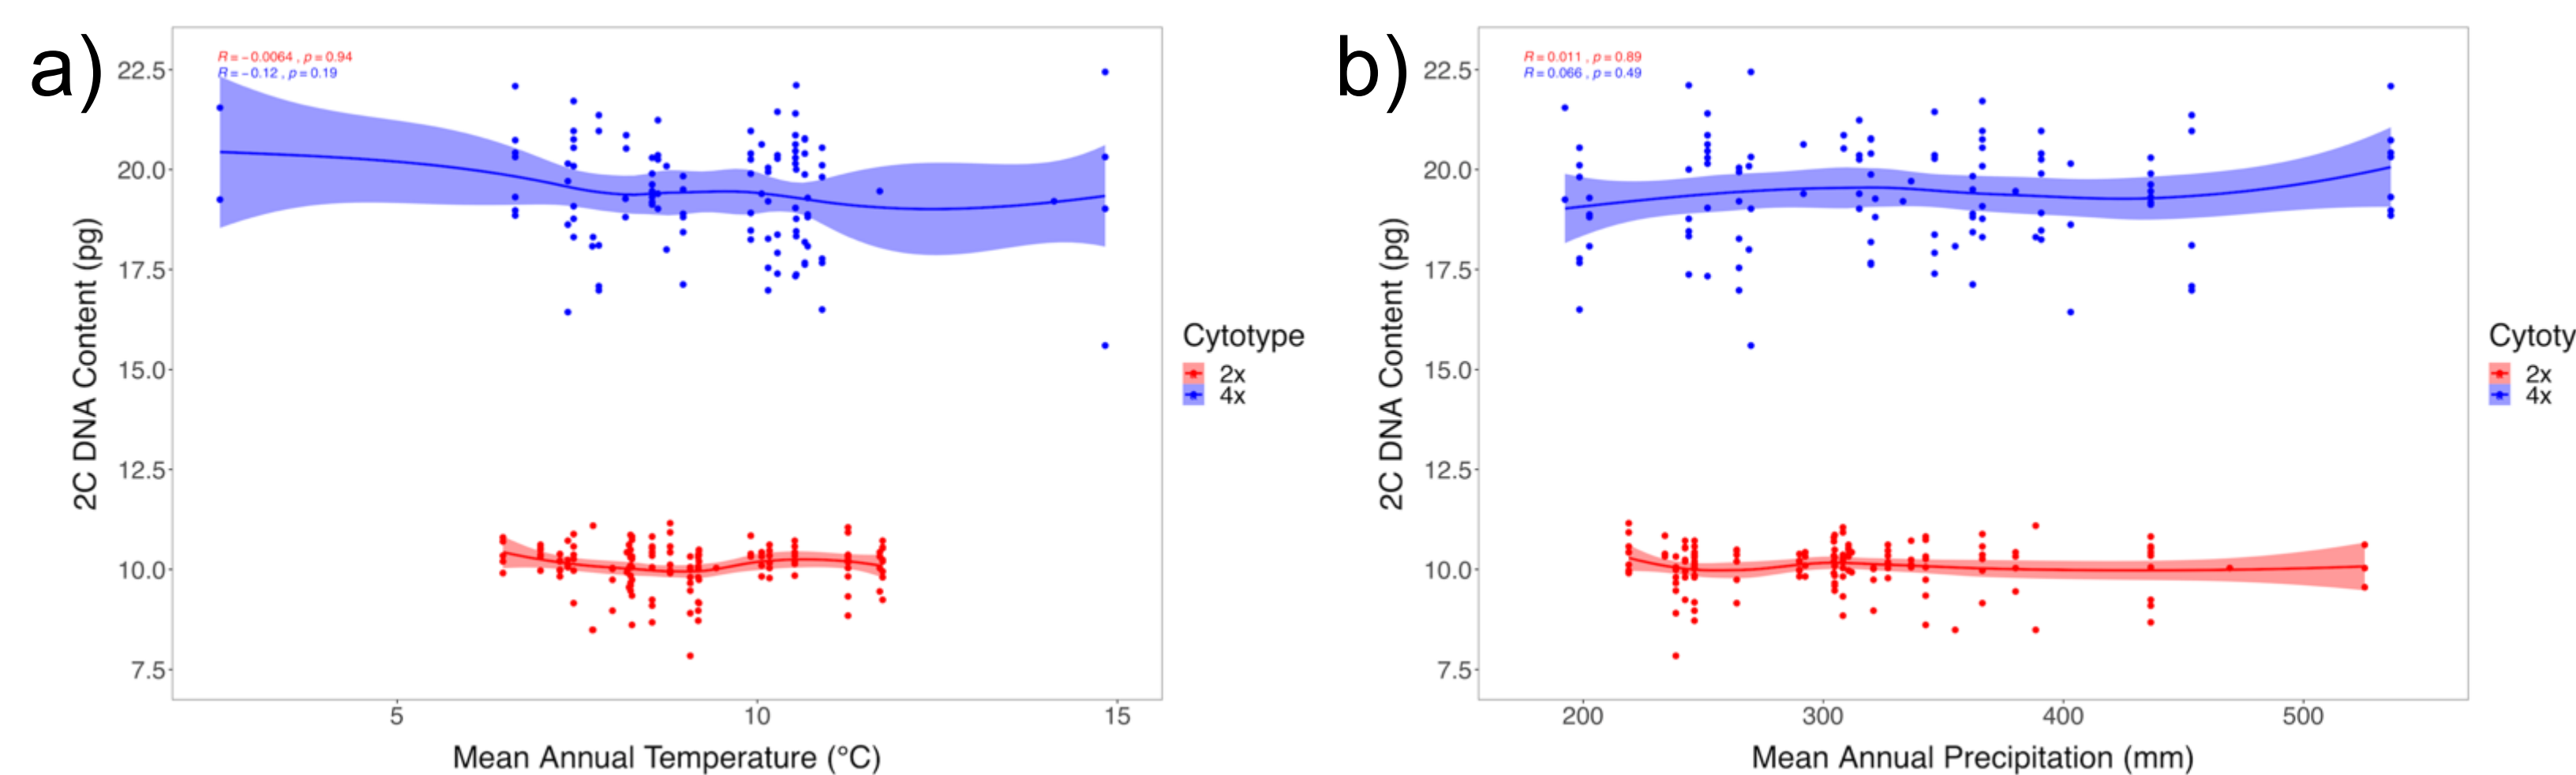 a)
R = −0.0064 , p = 0.94
R = −0.12 , p = 0.19
22.5
20.0
17.5
15.0
12.5
10.0
7.5
2C DNA Content (pg)
5 10 15
Mean Annual Temperature (°C)
Cytotype
2x
4x
b)
R = 0.011 , p = 0.89
R = 0.066 , p = 0.49
22.5
20.0
17.5
15.0
12.5
10.0
7.5
2C DNA Content (pg)
200 300 400 500
Mean Annual Precipitation (mm)
Cytoty
2x
4x